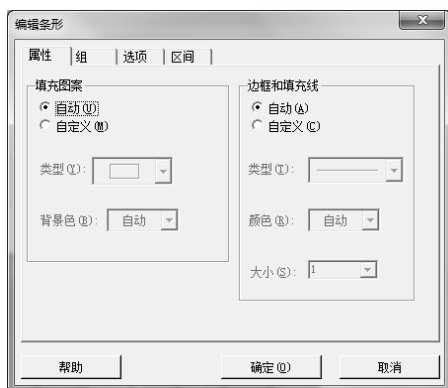 编辑条形
属性 组 选项 区间
填充图案
自动(U)
自定义(M)
类型(Y):
背景色(B): 自动
边框和填充线
自动(A)
自定义(C)
类型(T):
颜色(R): 自动
大小(S): 1
帮助 确定(O) 取消